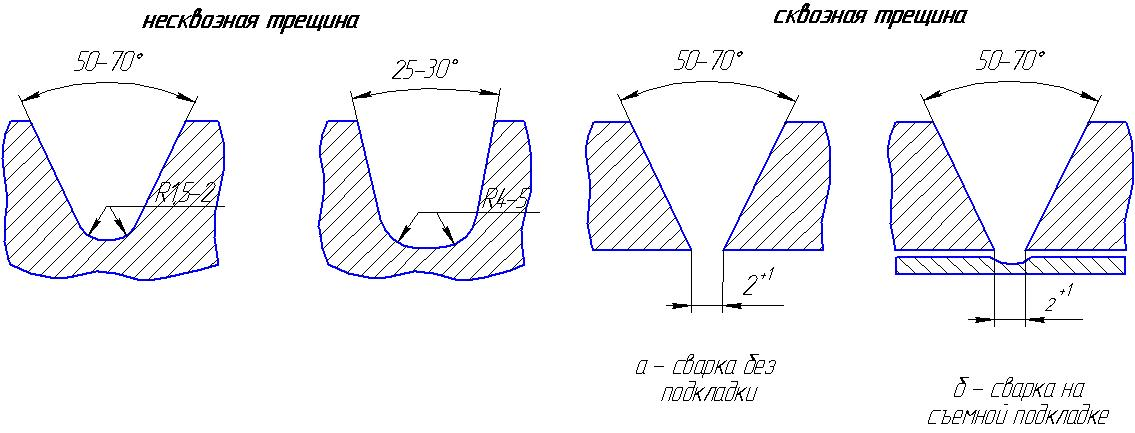 несквозная трещина
сквозная трещина
50-70°
25-30°
50-70°
50-70°
R1,5-2
R4-5
2+1
2+1
а - сварка без
подкладки
б - сварка на
съемной подкладке